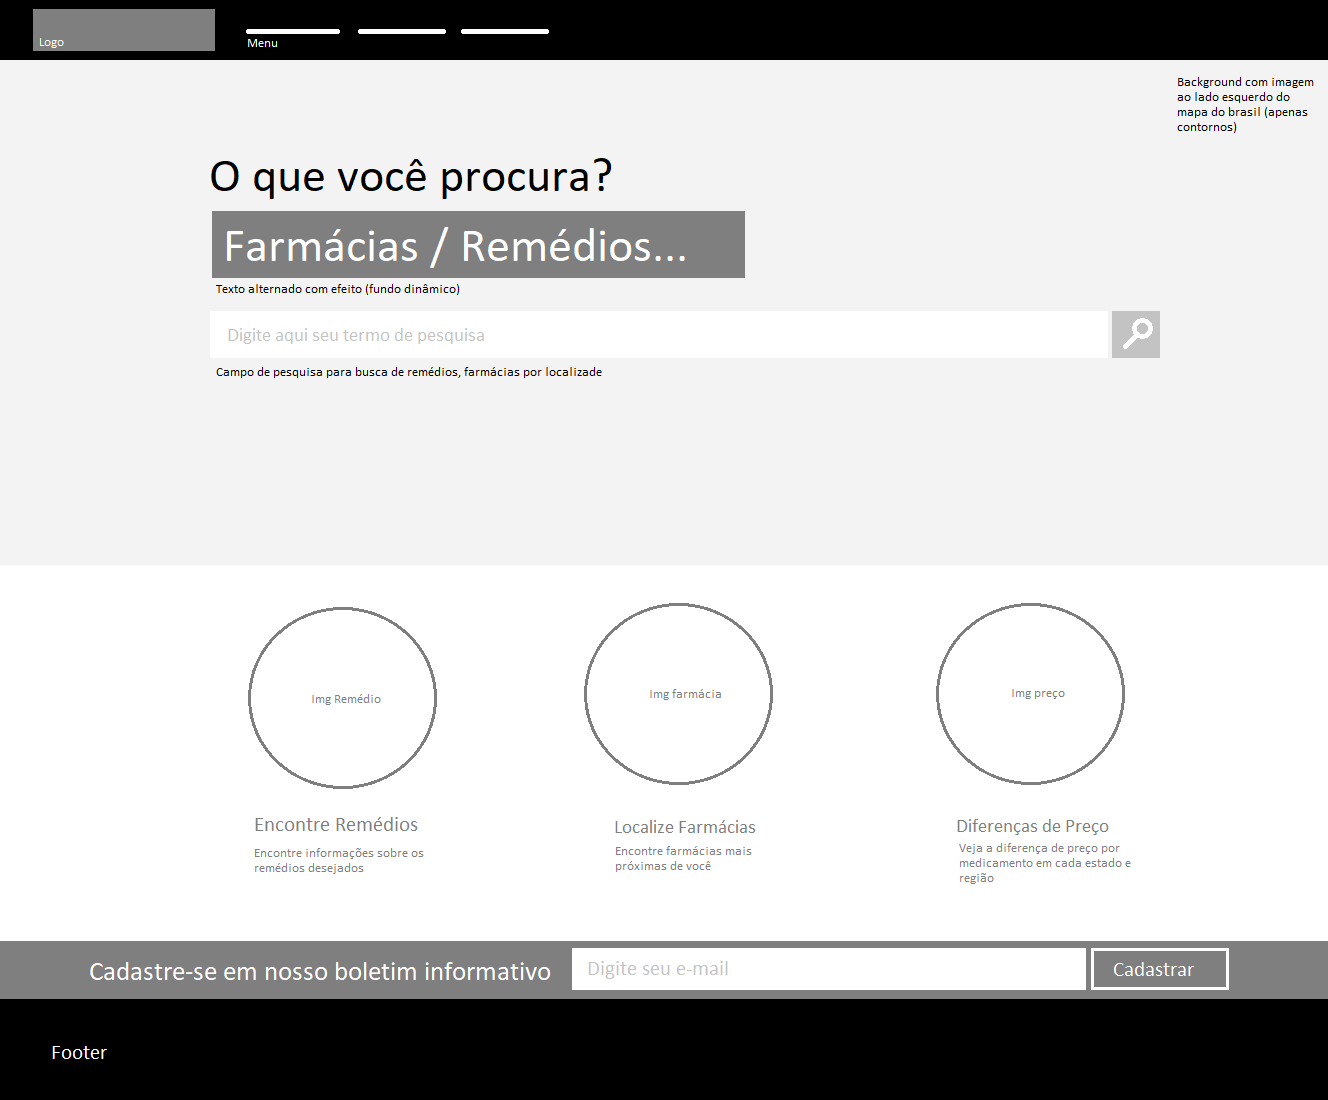 Logo
Menu
Background com imagem
ao lado esquerdo do
mapa do brasil (apenas
contornos)
O que você procura?
Farmácias / Remédios...
Texto alternado com efeito (fundo dinâmico)
Digite aqui seu termo de pesquisa
Campo de pesquisa para busca de remédios, farmácias por localizade
Img Remédio
Img farmácia
Img preço
Encontre Remédios
Encontre informações sobre os
remédios desejados
Localize Farmácias
Encontre farmácias mais
próximas de você
Diferenças de Preço
Veja a diferença de preço por
medicamento em cada estado e
região
Cadastre-se em nosso boletim informativo
Digite seu e-mail
Cadastrar
Footer